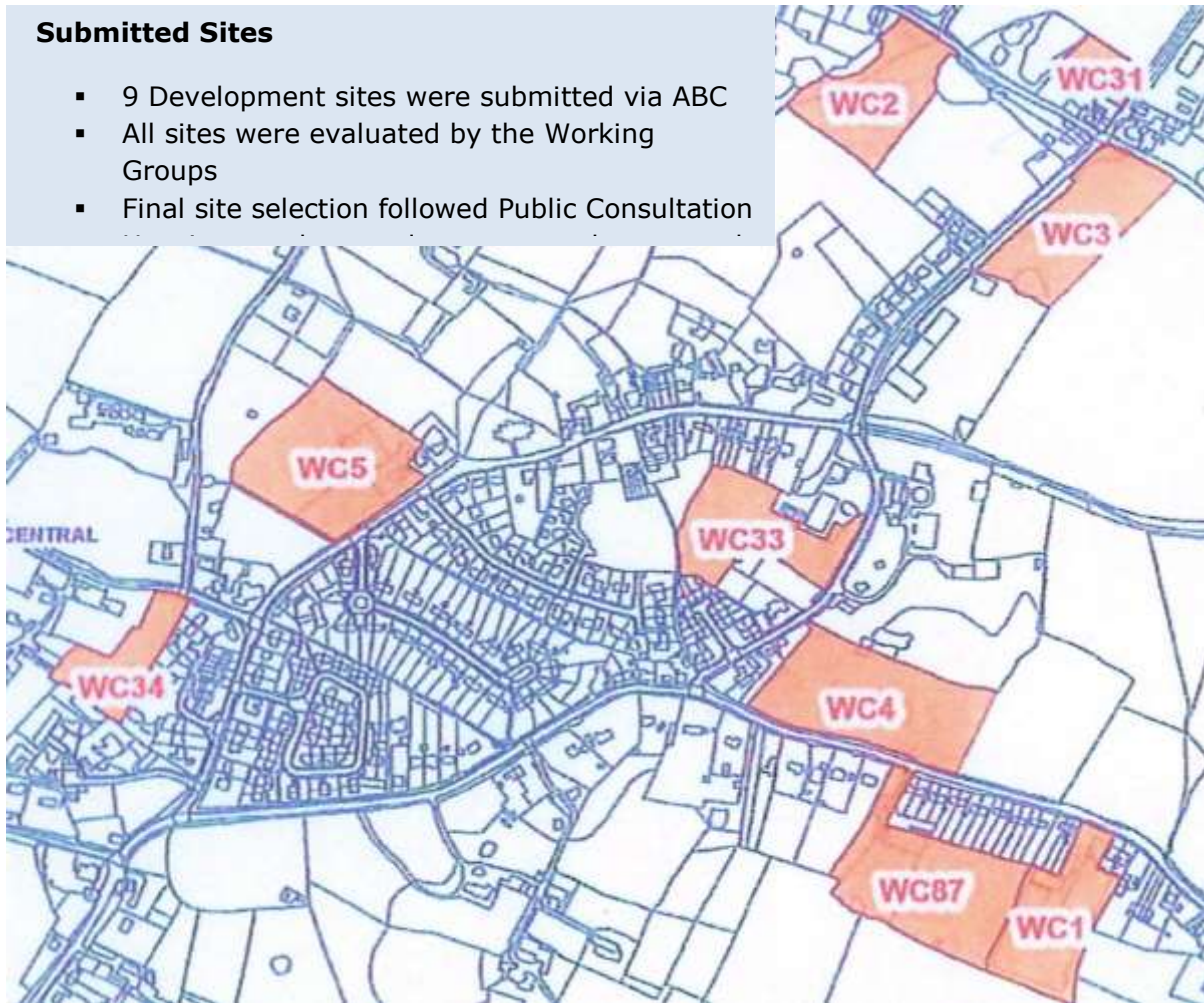 Submitted Sites
▪ 9 Development sites were submitted via ABC
▪ All sites were evaluated by the Working
Groups
▪ Final site selection followed Public Consultation
WC31
WC2
WC3
WC5
WC33
CENTRAL
WC34
WC4
WC87
WC1